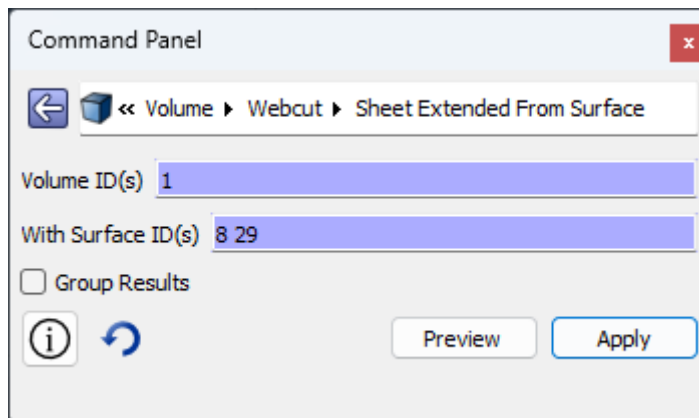 Command Panel
x
« Volume ▸ Webcut ▸ Sheet Extended From Surface
Volume ID(s) 1
With Surface ID(s) 8 29
Group Results
i
Preview Apply